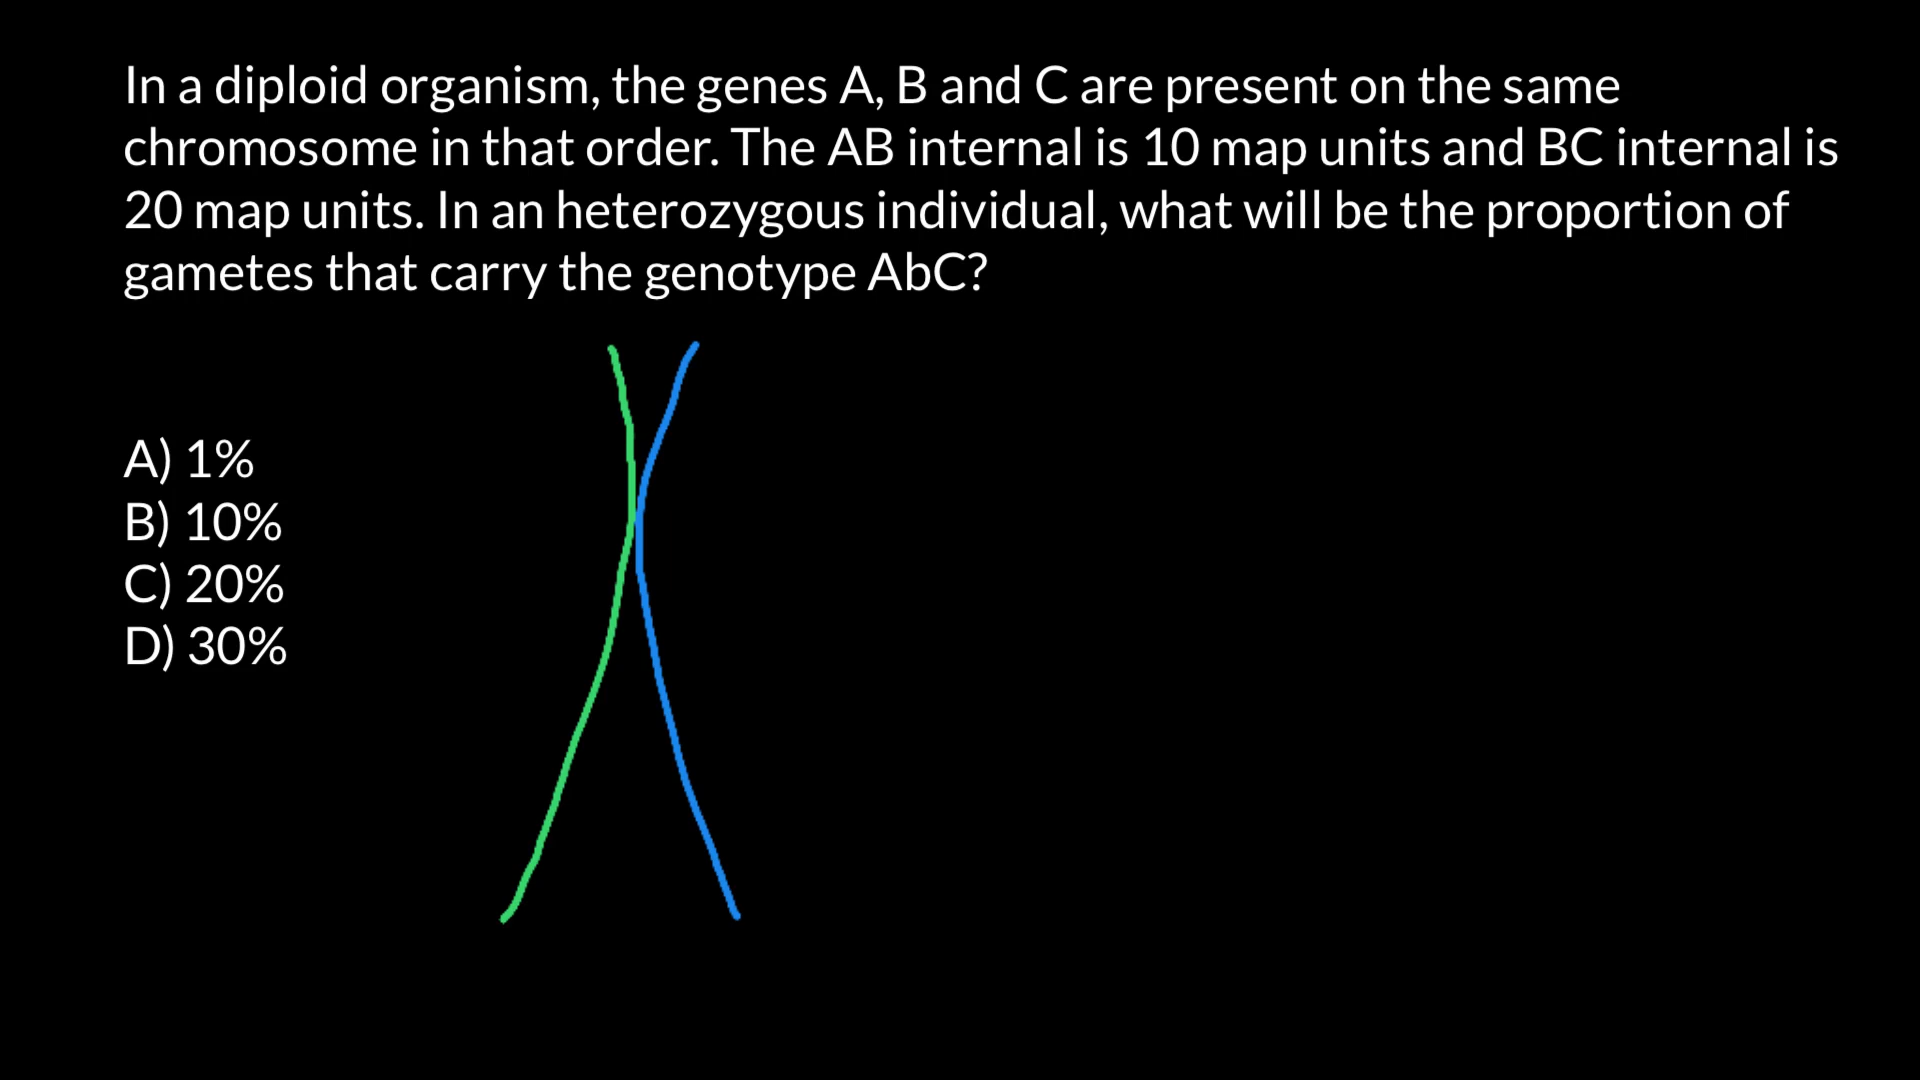 In a diploid organism, the genes A, B and C are present on the same
chromosome in that order. The AB internal is 10 map units and BC internal is
20 map units. In an heterozygous individual, what will be the proportion of
gametes that carry the genotype AbC?
A) 1%
B) 10%
C) 20%
D) 30%